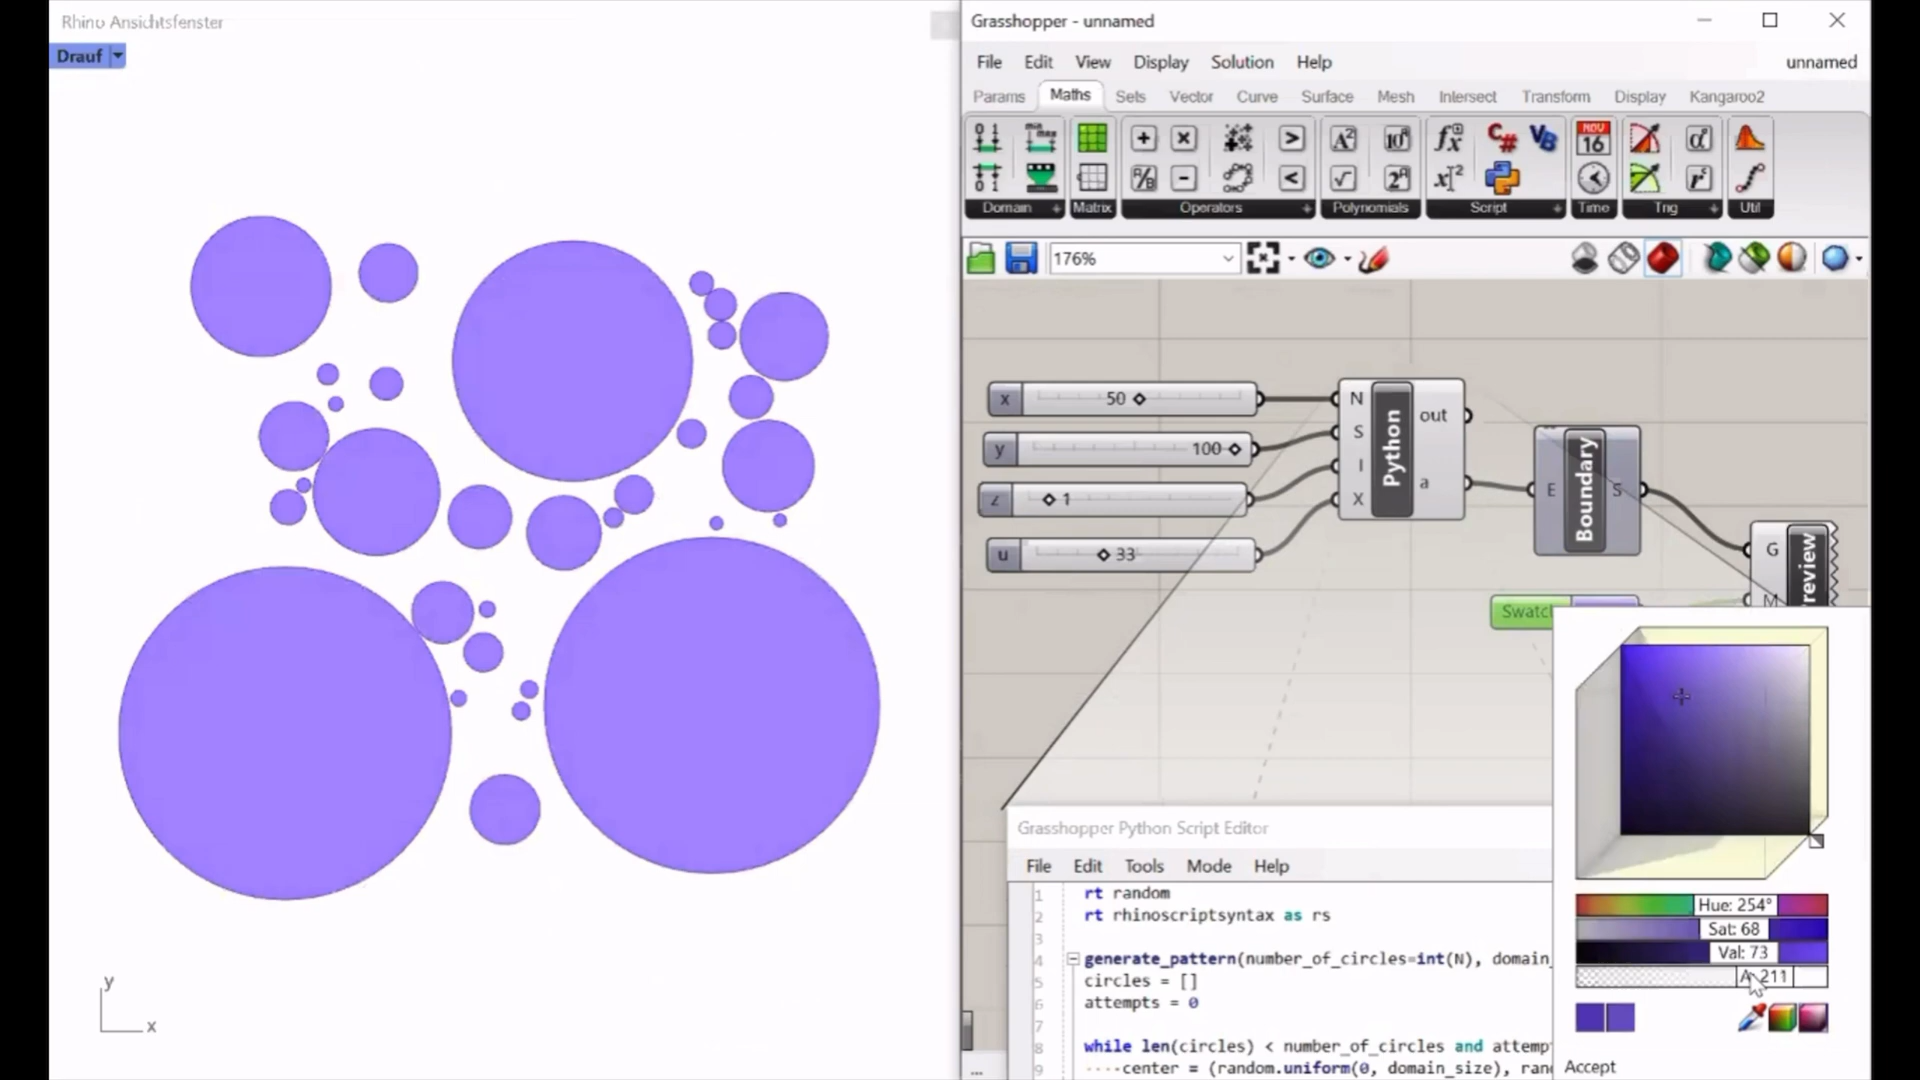 Rhino Ansichtsfenster
Drauf
y
x
Grasshopper - unnamed
File Edit View Display Solution Help unnamed
Params Maths Sets Vector Curve Surface Mesh Intersect Transform Display Kangaroo2
Domain Matrix Operators Polynomials Script Time Trig Util
176%
x 50
y 100
z 1
u 33
N
S
I
X
Python
out
a
E
Boundary
S
G
M
review
Swatc
Hue: 254°
Sat: 68
Val: 73
A: 211
Accept
Grasshopper Python Script Editor
File Edit Tools Mode Help
1 rt random
2 rt rhinoscriptsyntax as rs
3
4 generate_pattern(number_of_circles=int(N), domain_
5 circles = []
6 attempts = 0
7
8 while len(circles) < number_of_circles and attemp
9 center = (random.uniform(0, domain_size), ran